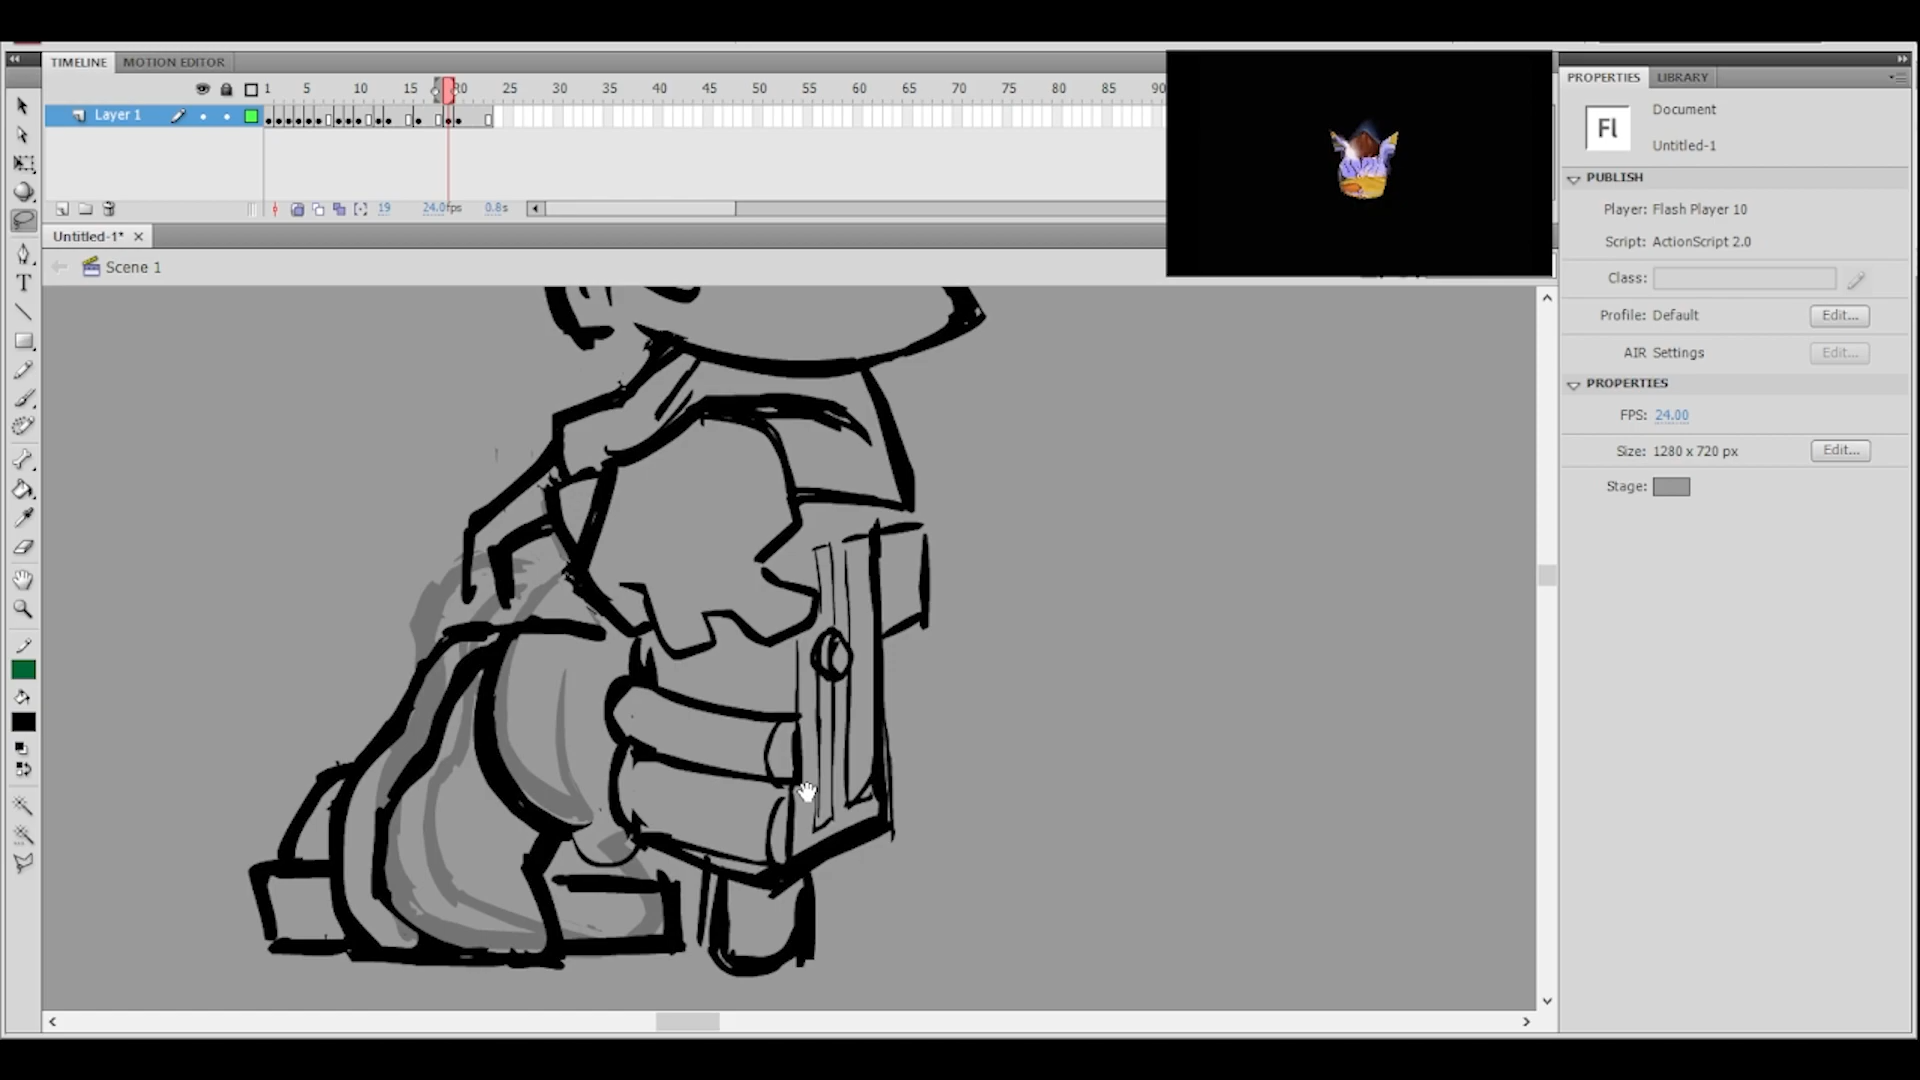 TIMELINE MOTION EDITOR
1 5 10 15 20 25 30 35 40 45 50 55 60 65 70 75 80 85 90
Layer 1
19 24.0fps 0.8s
Untitled-1* ×
Scene 1
T
PROPERTIES LIBRARY
Fl
Document
Untitled-1
PUBLISH
Player: Flash Player 10
Script: ActionScript 2.0
Class:
Profile: Default Edit...
AIR Settings Edit...
PROPERTIES
FPS: 24.00
Size: 1280 x 720 px Edit...
Stage: